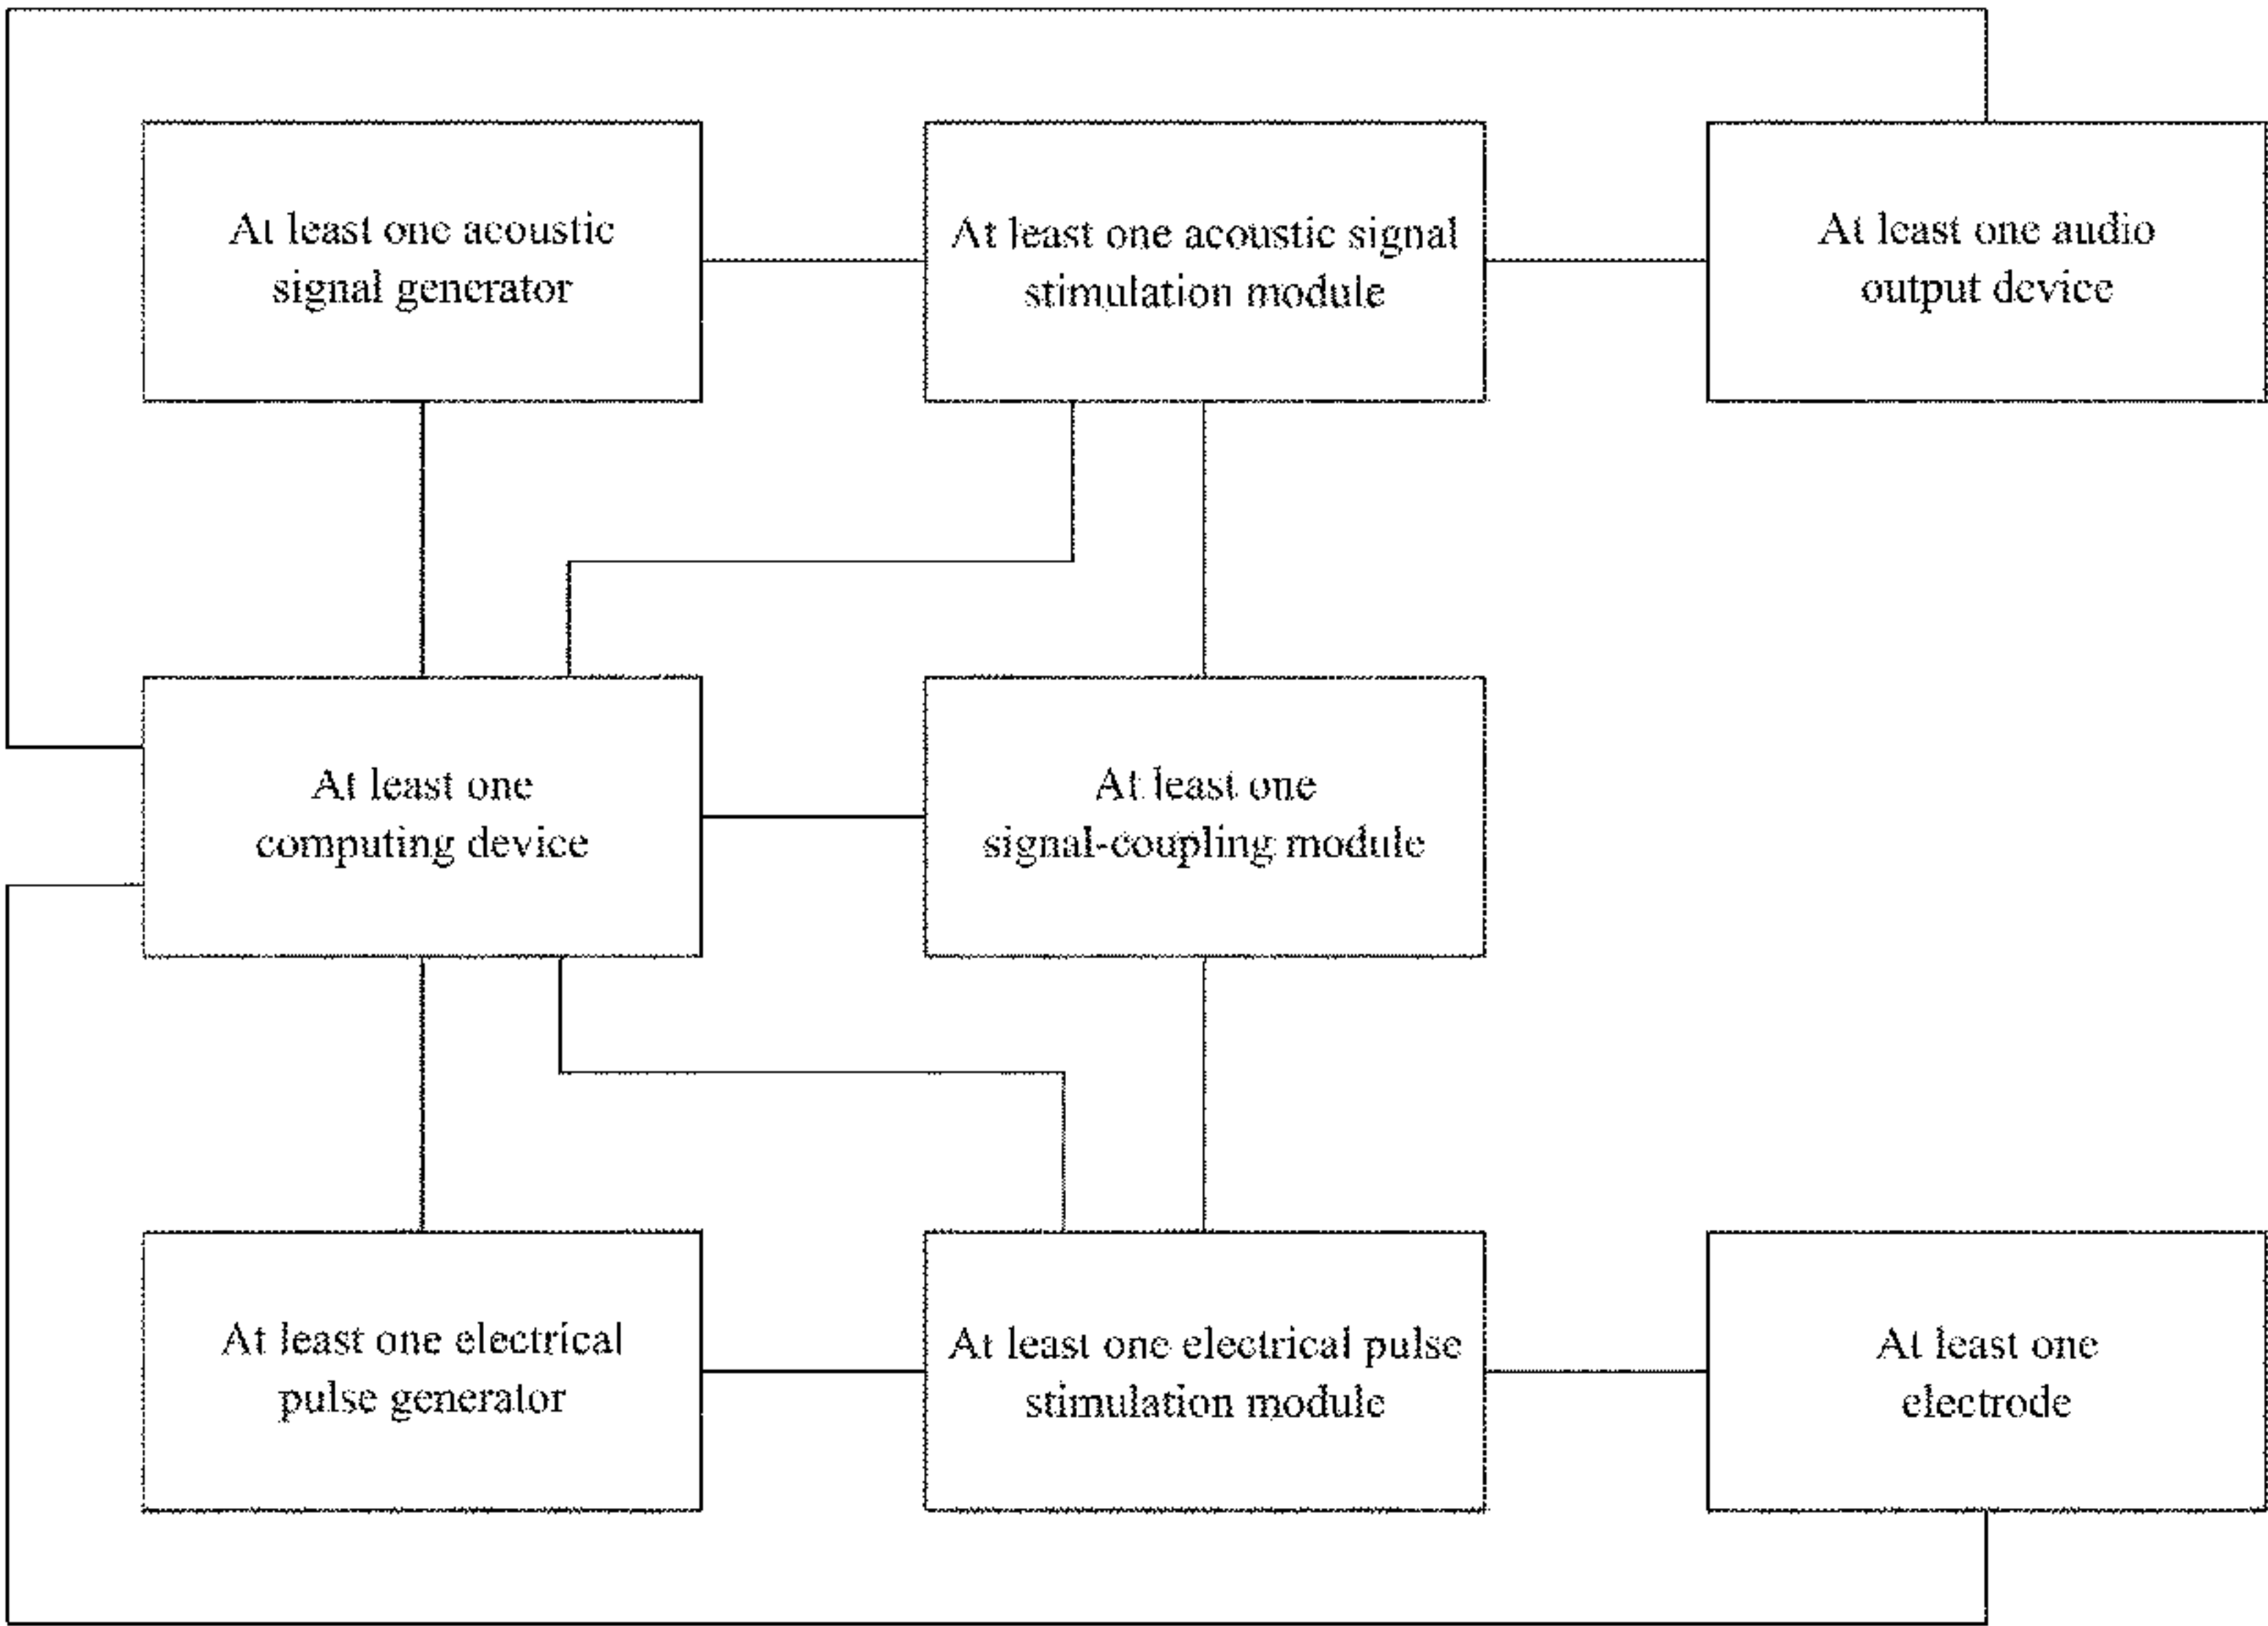 At least one acoustic
signal generator
At least one acoustic signal
stimulation module
At least one audio
output device
At least one
computing device
At least one
signal-coupling module
At least one electrical
pulse generator
At least one electrical pulse
stimulation module
At least one
electrode